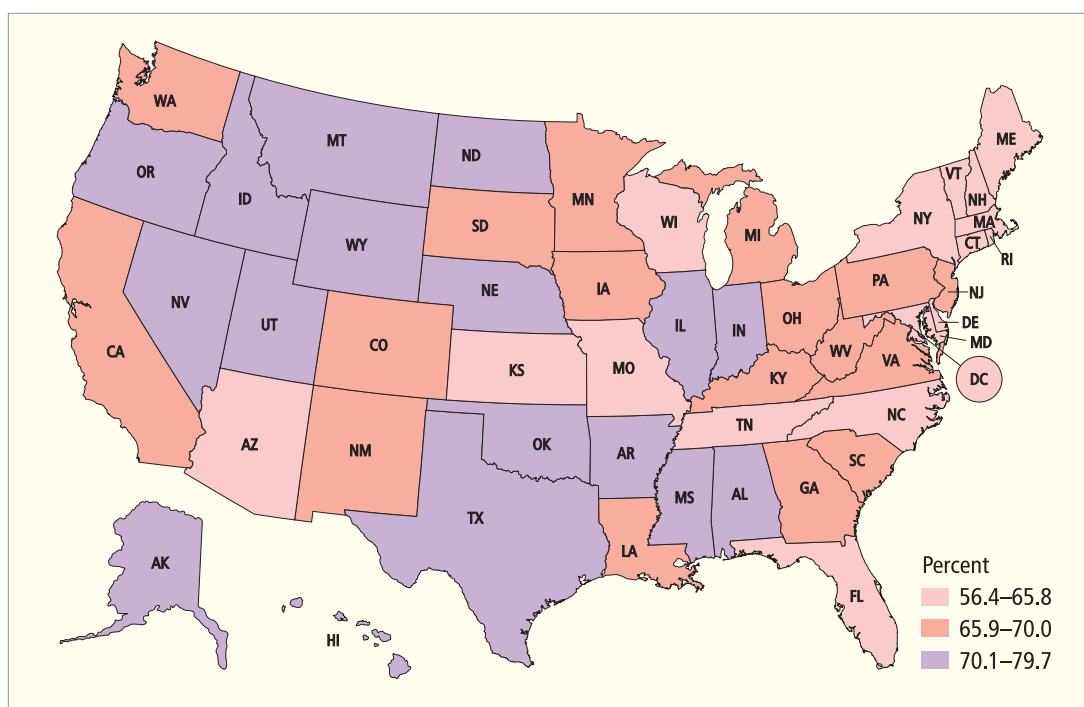 WA
MT
ND
MN
ME
VT
NH
OR
ID
SD
WI
NY
MA
MI
CT
RI
WY
NV
NE
IA
PA
NJ
UT
IL
IN
OH
DE
CA
CO
WV
VA
MD
KS
MO
KY
DC
AZ
NM
OK
TN
NC
AR
SC
TX
MS
AL
GA
LA
AK
HI
FL
Percent
56.4–65.8
65.9–70.0
70.1–79.7